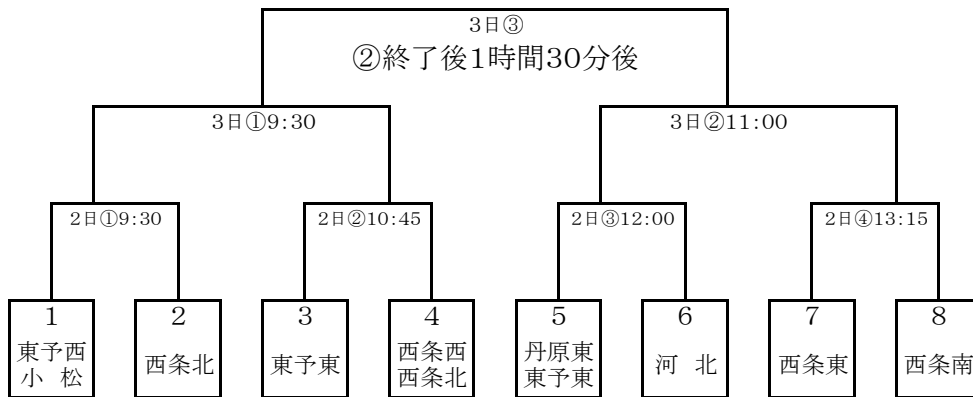 3日③
②終了後1時間30分後
3日①9:30
3日②11:00
2日①9:30
2日②10:45
2日③12:00
2日④13:15
1
2
3
4
5
6
7
8
東予西
小 松
西条北
東予東
西条西
西条北
丹原東
東予東
河 北
西条東
西条南